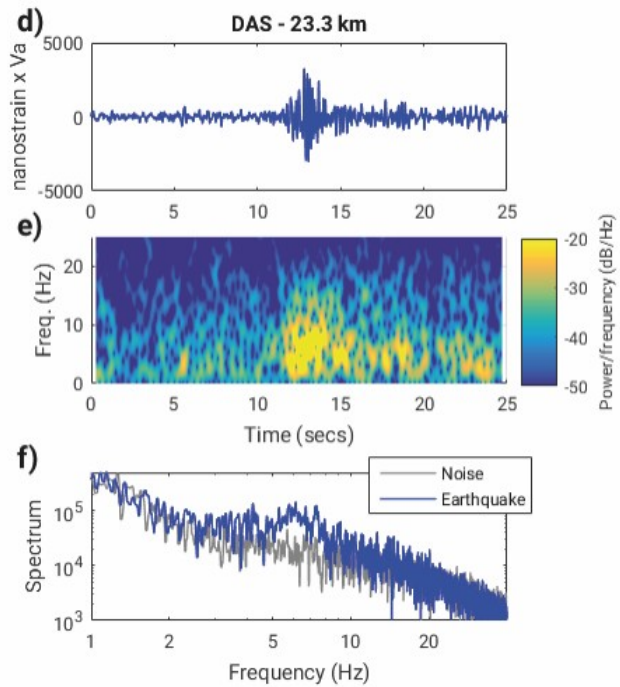 d)
DAS - 23.3 km
nanostrain x Va
5000
0
-5000
0 5 10 15 20 25
e)
Freq. (Hz)
20
10
0
0 5 10 15 20 25
Time (secs)
-20
-30
-40
-50
Power/frequency (dB/Hz)
f)
Noise
Earthquake
Spectrum
10^5
10^4
10^3
1 2 5 10 20
Frequency (Hz)